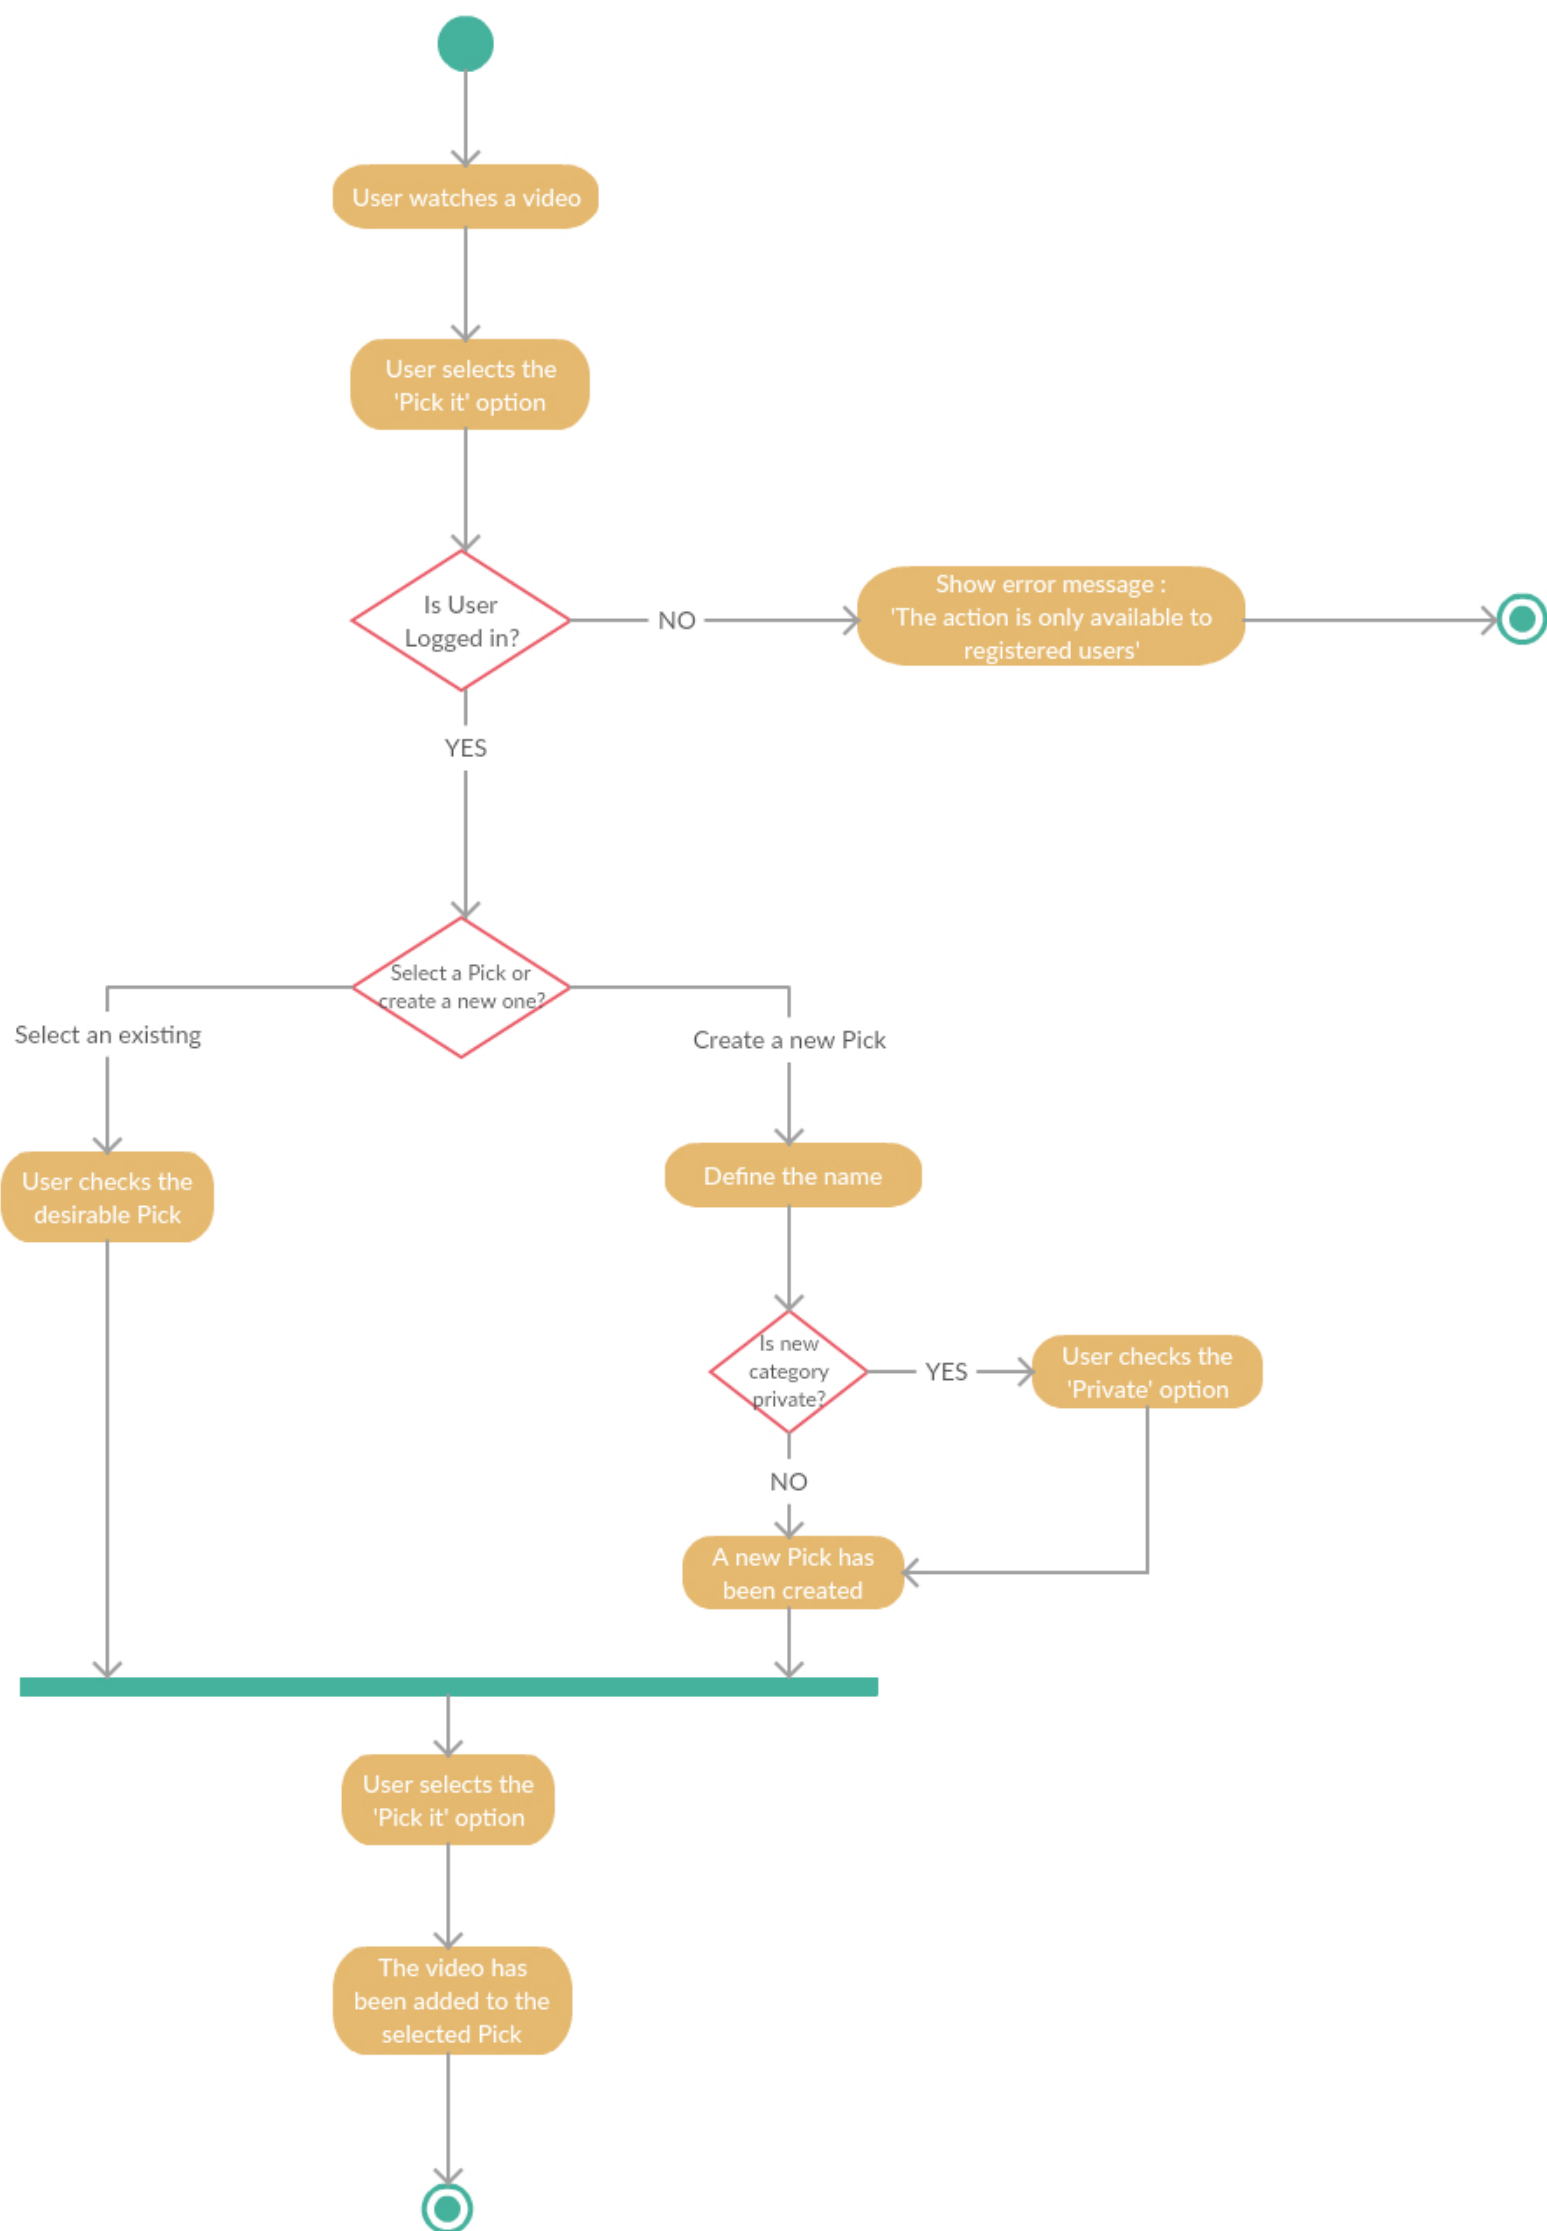 User watches a video
User selects the
'Pick it' option
Is User
Logged in?
NO
Show error message :
'The action is only available to
registered users'
YES
Select a Pick or
create a new one?
Select an existing
Create a new Pick
User checks the
desirable Pick
Define the name
Is new
category
private?
YES
User checks the
'Private' option
NO
A new Pick has
been created
User selects the
'Pick it' option
The video has
been added to the
selected Pick